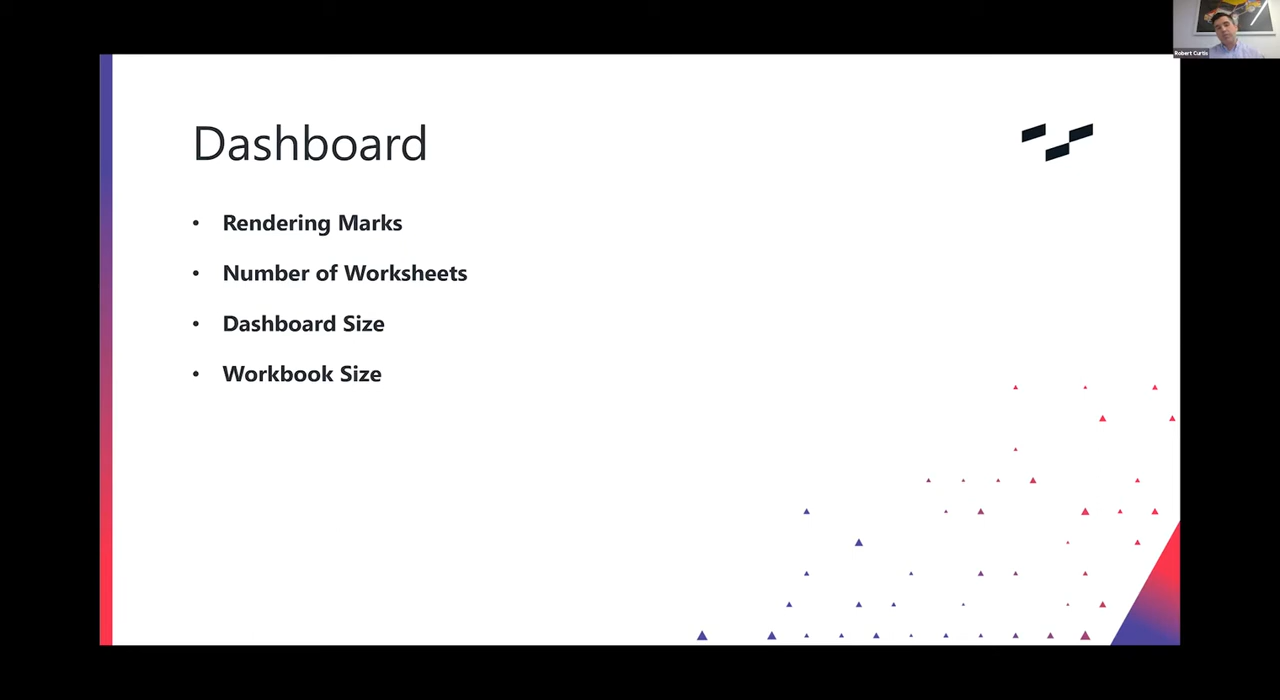 Robert Curtis
Dashboard
• Rendering Marks
• Number of Worksheets
• Dashboard Size
• Workbook Size